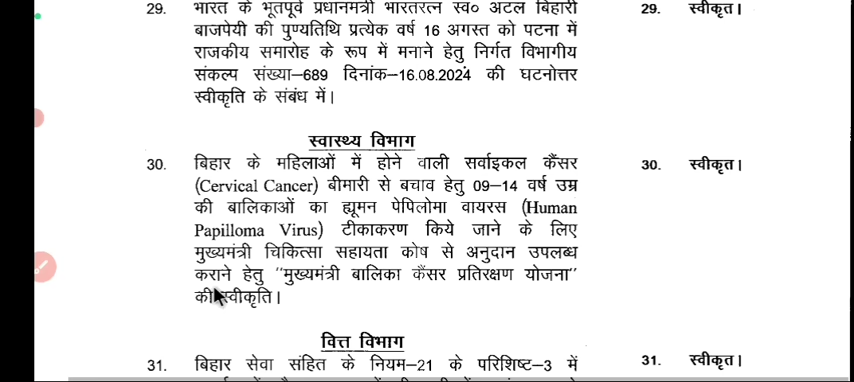 29. भारत के भूतपूर्व प्रधानमंत्री भारतरत्न स्व० अटल बिहारी 29. स्वीकृत।
बाजपेयी की पुण्यतिथि प्रत्येक वर्ष 16 अगस्त को पटना में
राजकीय समारोह के रूप में मनाने हेतु निर्गत विभागीय
संकल्प संख्या–689 दिनांक–16.08.2024 की घटनोत्तर
स्वीकृति के संबंध में।
स्वास्थ्य विभाग
30. बिहार के महिलाओं में होने वाली सर्वाइकल कैंसर 30. स्वीकृत।
(Cervical Cancer) बीमारी से बचाव हेतु 09–14 वर्ष उम्र
की बालिकाओं का ह्यूमन पेपिलोमा वायरस (Human
Papilloma Virus) टीकाकरण किये जाने के लिए
मुख्यमंत्री चिकित्सा सहायता कोष से अनुदान उपलब्ध
कराने हेतु "मुख्यमंत्री बालिका कैंसर प्रतिरक्षण योजना"
की स्वीकृति।
वित्त विभाग
31. बिहार सेवा संहित के नियम–21 के परिशिष्ट–3 में 31. स्वीकृत।